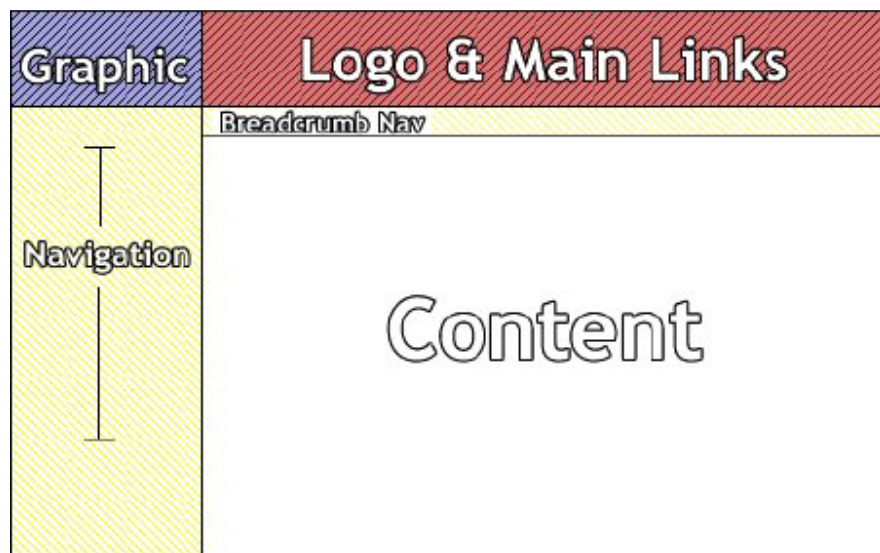 Graphic
Logo & Main Links
Breadcrumb Nav
Navigation
Content